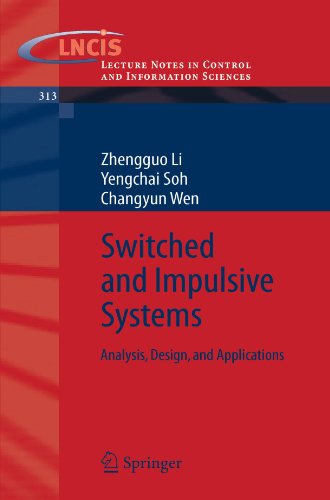 LNCIS
LECTURE NOTES IN CONTROL
AND INFORMATION SCIENCES
313
Zhengguo Li
Yengchai Soh
Changyun Wen
Switched
and Impulsive
Systems
Analysis, Design, and Applications
Springer